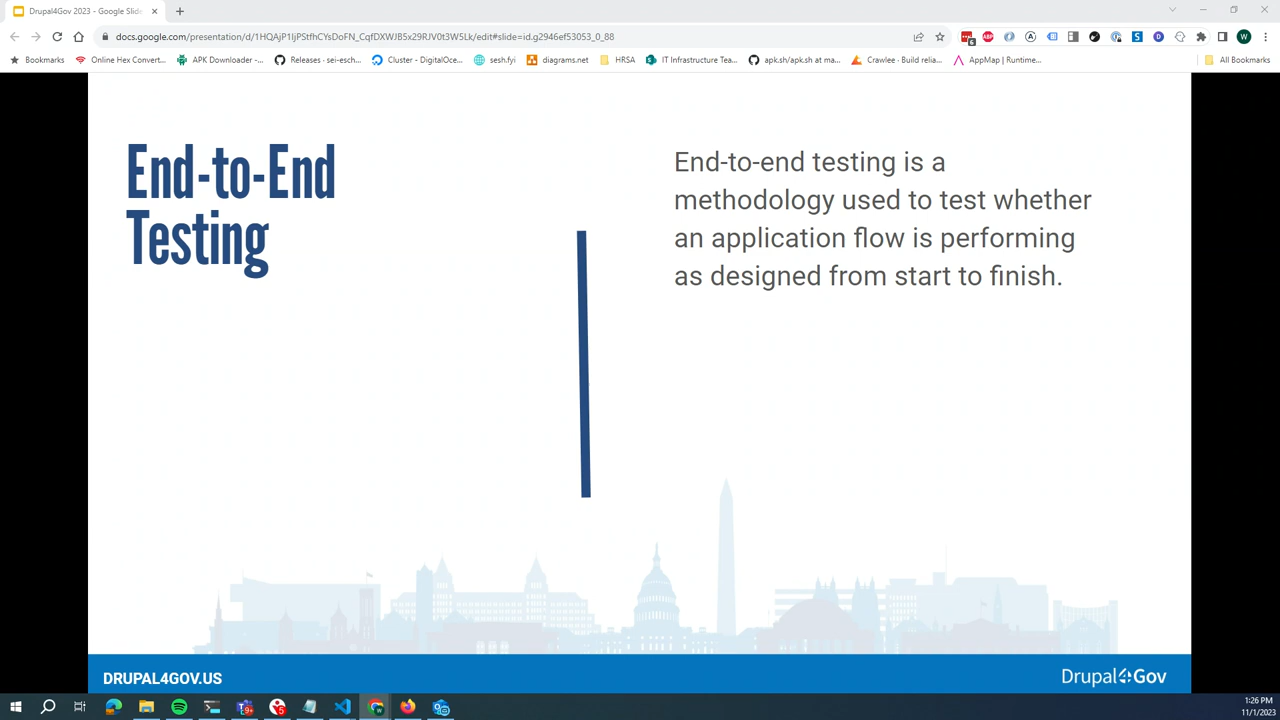 Drupal4Gov 2023 - Google Slide
docs.google.com/presentation/d/1HQAjP1IjPStfhCYsDoFN_CqfDXWJB5x29RJV0t3W5Lk/edit#slide=id.g2946ef53053_0_88
Bookmarks
Online Hex Convert...
APK Downloader -...
Releases · sei-esch...
Cluster - DigitalOce...
sesh.fyi
diagrams.net
HRSA
IT Infrastructure Tea...
apk.sh/apk.sh at ma...
Crawlee · Build relia...
AppMap | Runtime...
All Bookmarks
End-to-End
Testing
End-to-end testing is a
methodology used to test whether
an application flow is performing
as designed from start to finish.
DRUPAL4GOV.US
Drupal4Gov
1:26 PM
11/1/2023